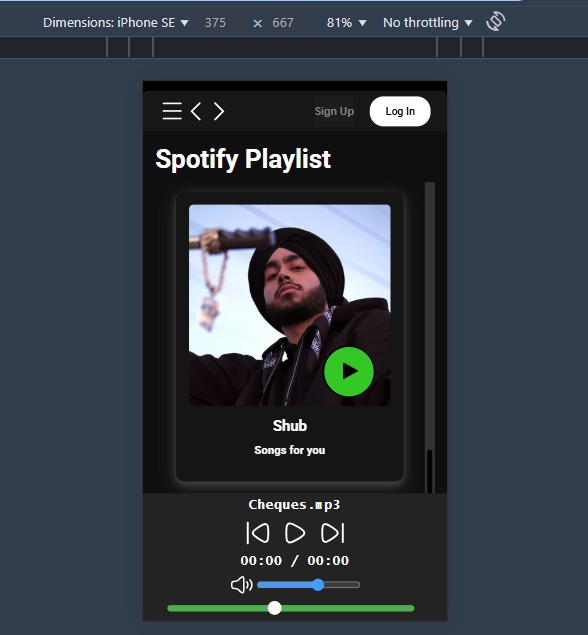 Dimensions: iPhone SE 375 × 667 81% No throttling
Sign Up Log In
Spotify Playlist
Shub
Songs for you
Cheques.mp3
00:00 / 00:00